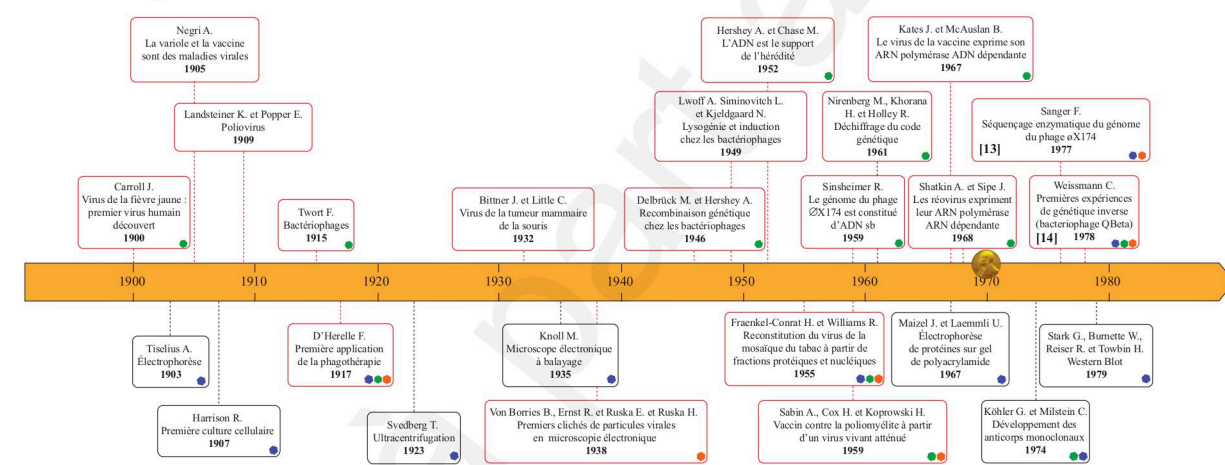 Negri A.
La variole et la vaccine
sont des maladies virales
1905
Hershey A. et Chase M.
L'ADN est le support
de l'hérédité
1952
Kates J. et McAuslan B.
Le virus de la vaccine exprime son
ARN polymérase ADN dépendante
1967
Landsteiner K. et Popper E.
Poliovirus
1909
Lwoff A. Siminovitch L.
et Kjeldgaard N.
Lysogénie et induction
chez les bactériophages
1949
Nirenberg M., Khorana
H. et Holley R.
Déchiffrage du code
génétique
1961
Sanger F.
Séquençage enzymatique du génome
du phage øX174
[13] 1977
Carroll J.
Virus de la fièvre jaune :
premier virus humain
découvert
1900
Twort F.
Bactériophages
1915
Bittner J. et Little C.
Virus de la tumeur mammaire
de la souris
1932
Delbrück M. et Hershey A.
Recombinaison génétique
chez les bactériophages
1946
Sinsheimer R.
Le génome du phage
∅X174 est constitué
d'ADN sb
1959
Shatkin A. et Sipe J.
Les réovirus expriment
leur ARN polymérase
ARN dépendante
1968
Weissmann C.
Premières expériences
de génétique inverse
(bacteriophage QBeta)
[14] 1978
1900 1910 1920 1930 1940 1950 1960 1970 1980
Tiselius A.
Électrophorèse
1903
D'Herelle F.
Première application
de la phagothérapie
1917
Knoll M.
Microscope électronique
à balayage
1935
Fraenkel-Conrat H. et Williams R.
Reconstitution du virus de la
mosaïque du tabac à partir de
fractions protéiques et nucléiques
1955
Maizel J. et Laemmli U.
Électrophorèse
de protéines sur gel
de polyacrylamide
1967
Stark G., Burnette W.,
Reiser R. et Towbin H.
Western Blot
1979
Harrison R.
Première culture cellulaire
1907
Svedberg T.
Ultracentrifugation
1923
Von Borries B., Ernst R. et Ruska E. et Ruska H.
Premiers clichés de particules virales
en microscopie électronique
1938
Sabin A., Cox H. et Koprowski H.
Vaccin contre la poliomyélite à partir
d'un virus vivant atténué
1959
Köhler G. et Milstein C.
Développement des
anticorps monoclonaux
1974